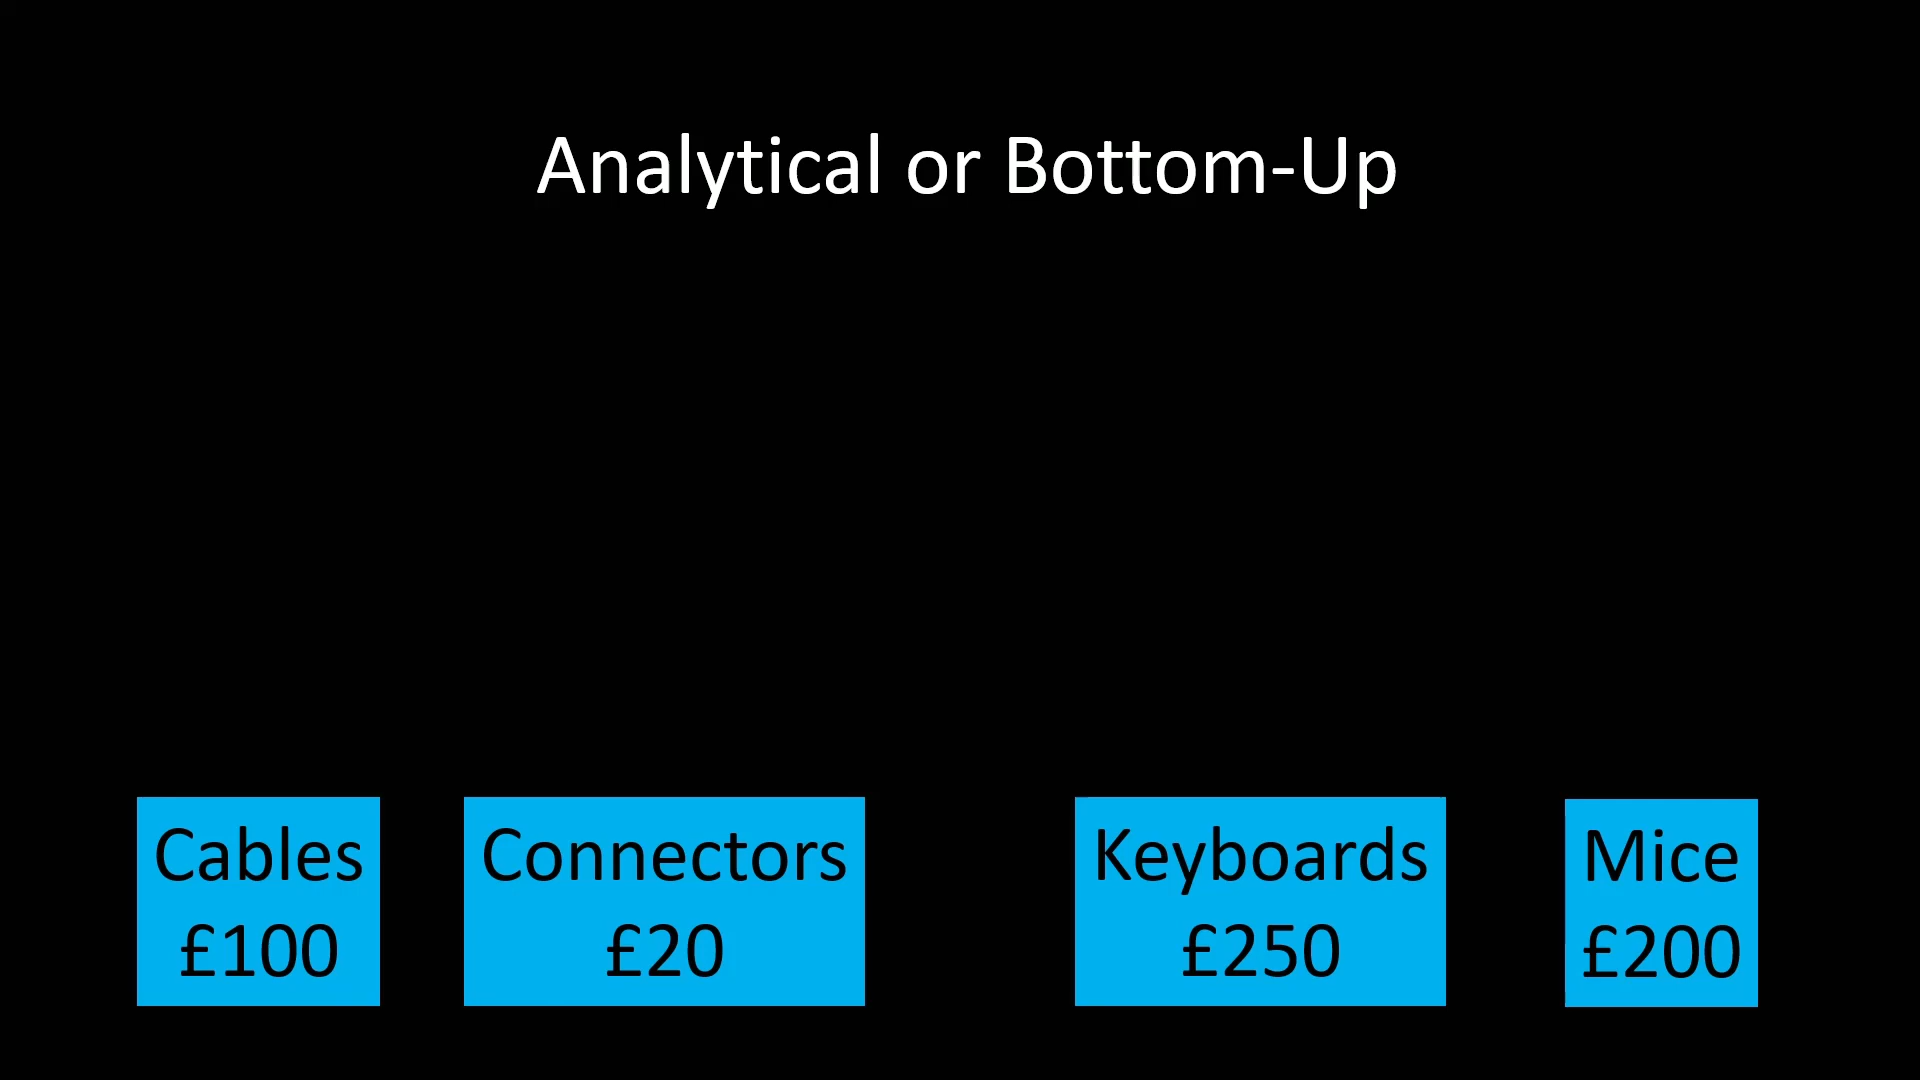 Analytical or Bottom-Up
Cables
£100
Connectors
£20
Keyboards
£250
Mice
£200